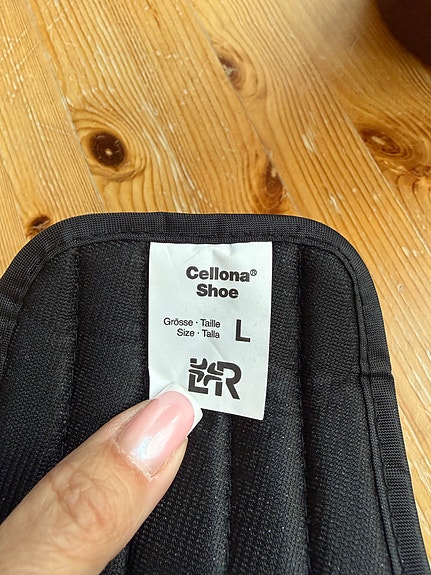 Cellona®
Shoe
Grösse · Taille
Size · Talla
L
L&R